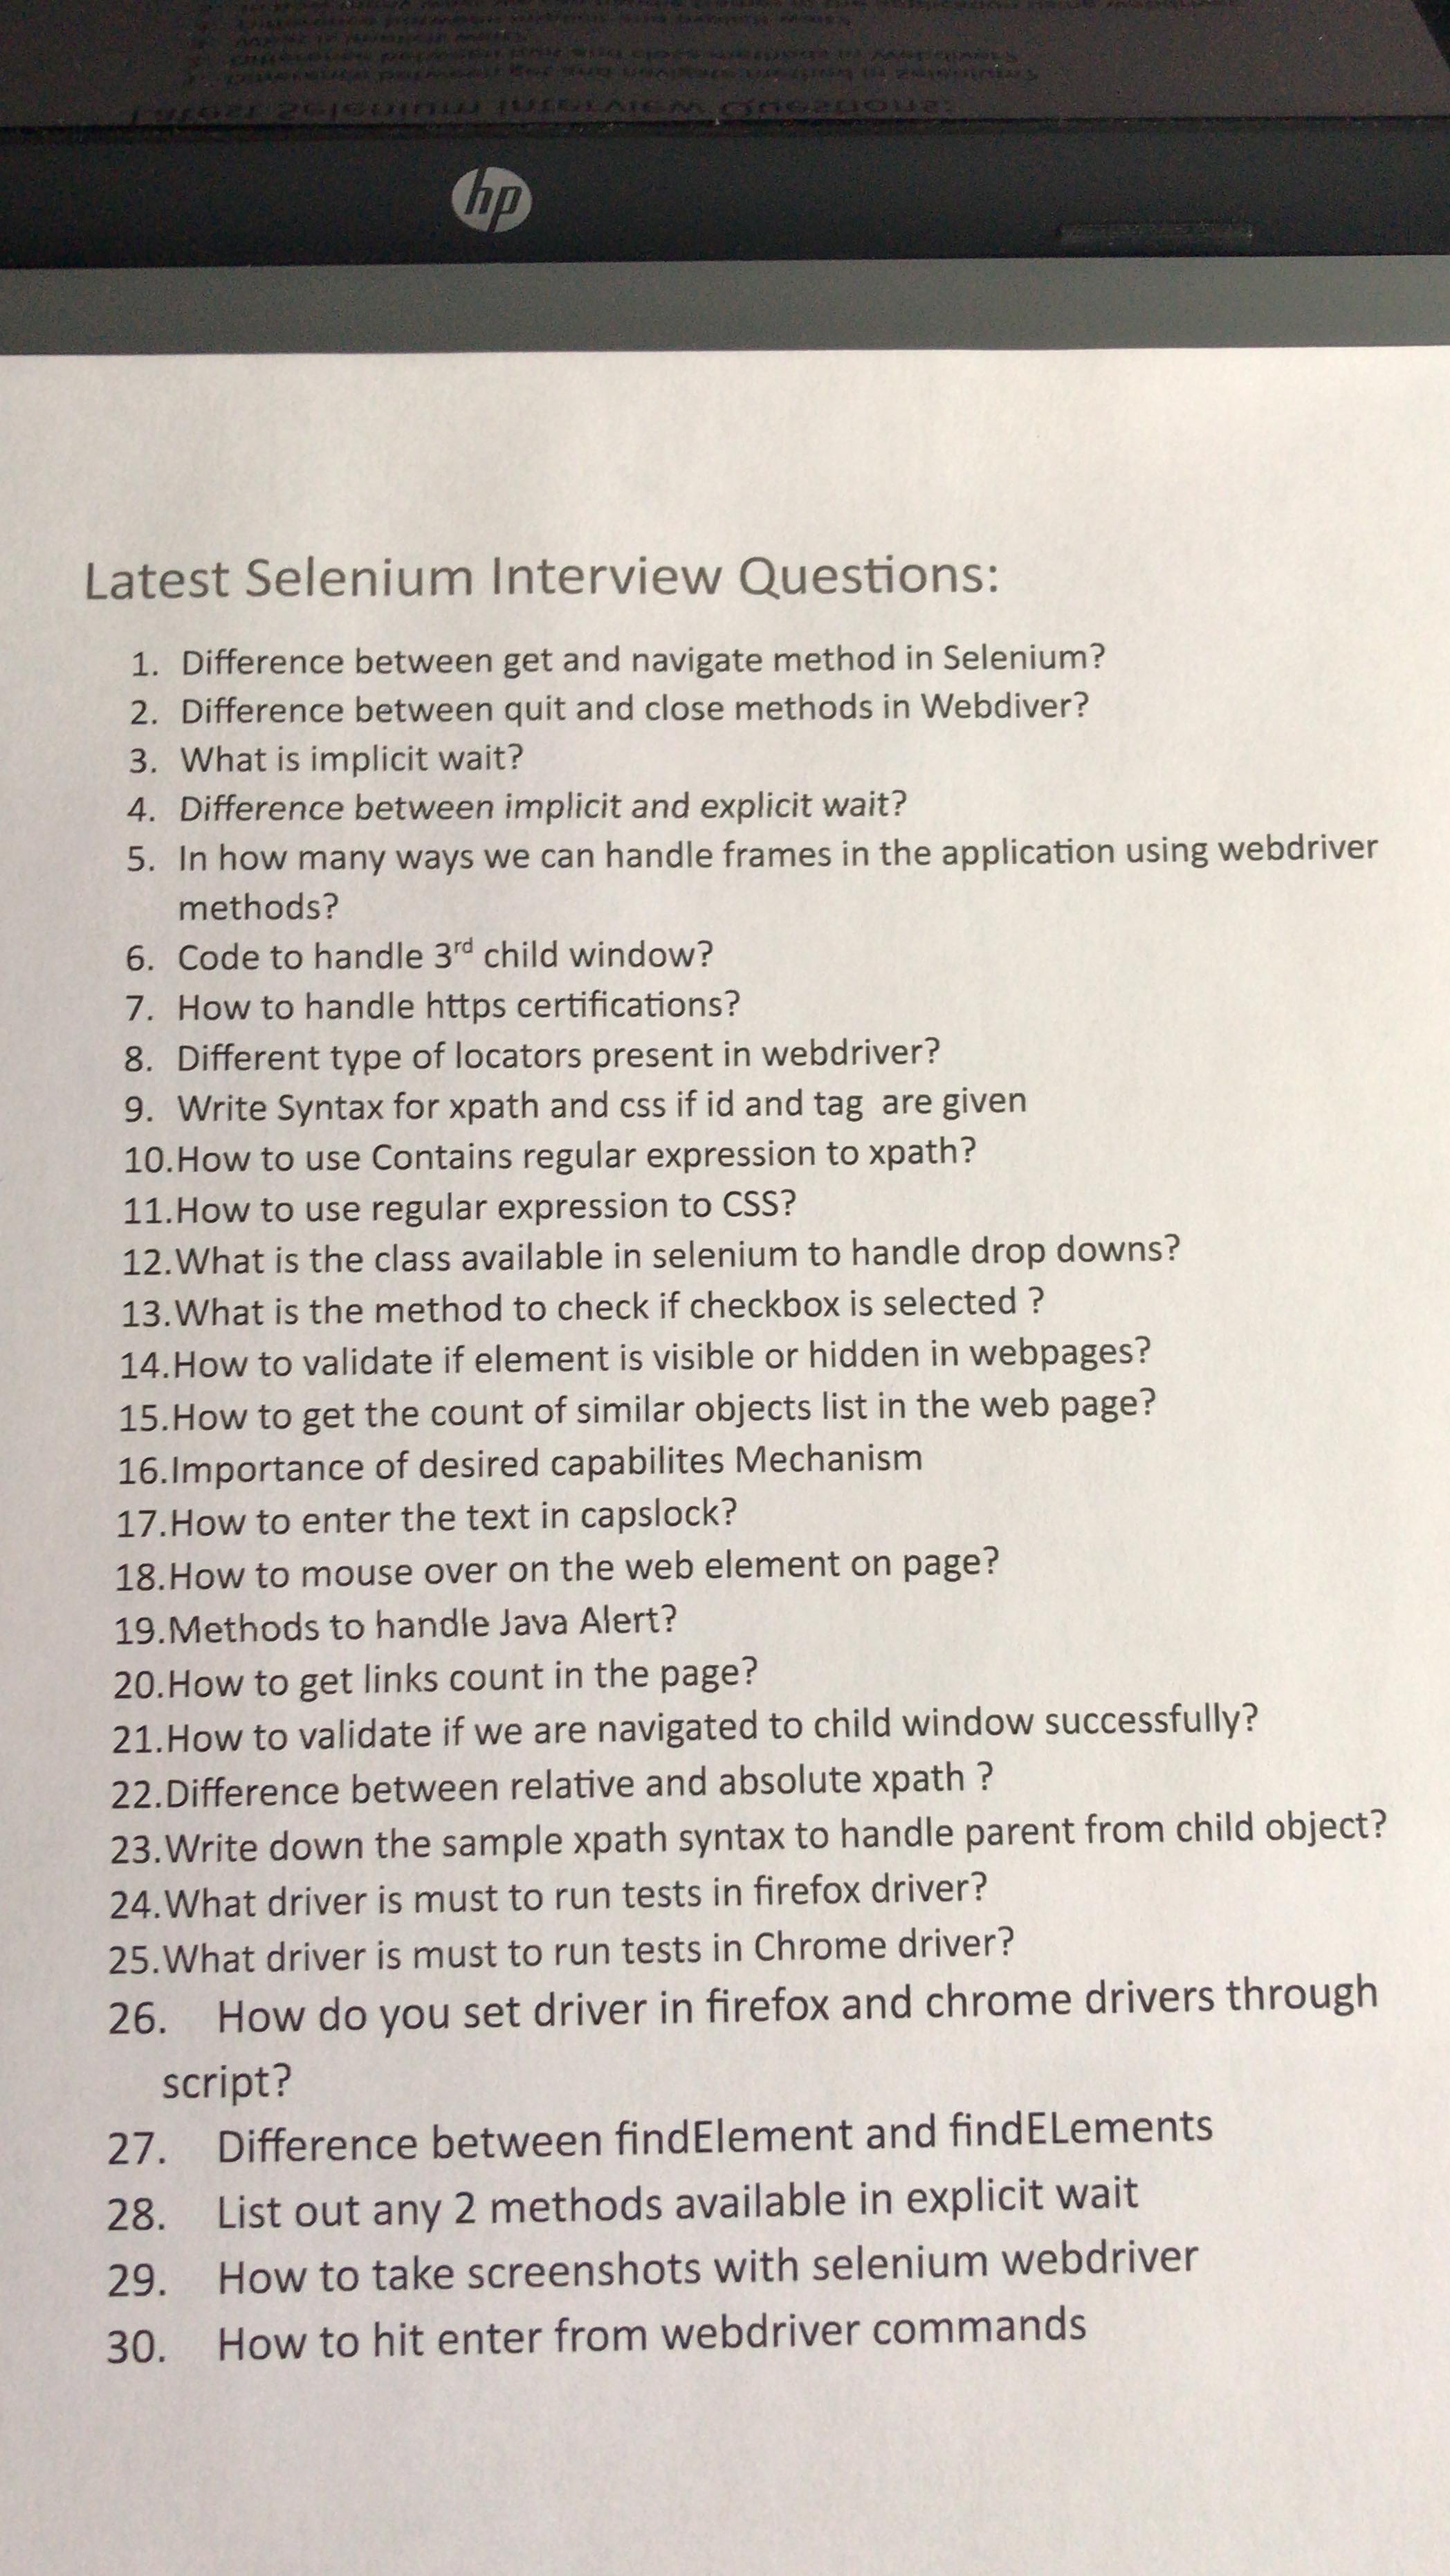 hp
Latest Selenium Interview Questions:
1. Difference between get and navigate method in Selenium?
2. Difference between quit and close methods in Webdiver?
3. What is implicit wait?
4. Difference between implicit and explicit wait?
5. In how many ways we can handle frames in the application using webdriver
methods?
6. Code to handle 3rd child window?
7. How to handle https certifications?
8. Different type of locators present in webdriver?
9. Write Syntax for xpath and css if id and tag are given
10.How to use Contains regular expression to xpath?
11.How to use regular expression to CSS?
12.What is the class available in selenium to handle drop downs?
13.What is the method to check if checkbox is selected ?
14.How to validate if element is visible or hidden in webpages?
15.How to get the count of similar objects list in the web page?
16.Importance of desired capabilites Mechanism
17.How to enter the text in capslock?
18.How to mouse over on the web element on page?
19.Methods to handle Java Alert?
20.How to get links count in the page?
21.How to validate if we are navigated to child window successfully?
22.Difference between relative and absolute xpath ?
23.Write down the sample xpath syntax to handle parent from child object?
24.What driver is must to run tests in firefox driver?
25.What driver is must to run tests in Chrome driver?
26. How do you set driver in firefox and chrome drivers through
script?
27. Difference between findElement and findELements
28. List out any 2 methods available in explicit wait
29. How to take screenshots with selenium webdriver
30. How to hit enter from webdriver commands